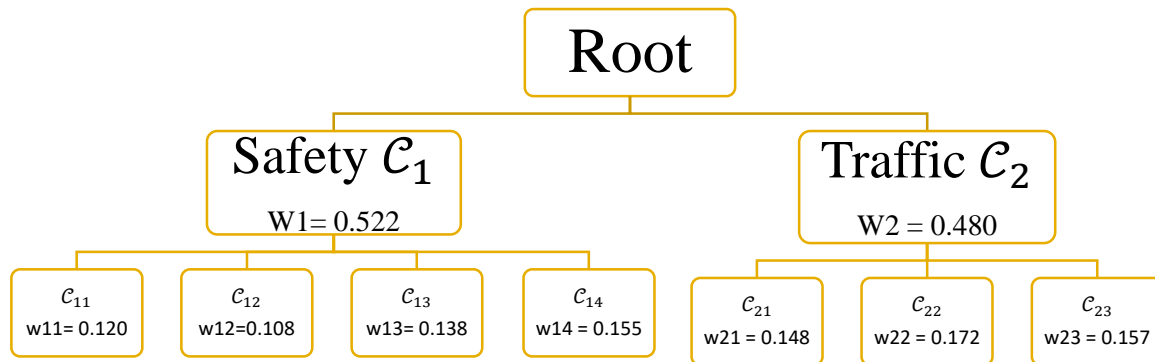 Root
Safety 𝒞₁
W1= 0.522
Traffic 𝒞₂
W2 = 0.480
𝒞₁₁
w11= 0.120
𝒞₁₂
w12=0.108
𝒞₁₃
w13= 0.138
𝒞₁₄
w14 = 0.155
𝒞₂₁
w21 = 0.148
𝒞₂₂
w22 = 0.172
𝒞₂₃
w23 = 0.157